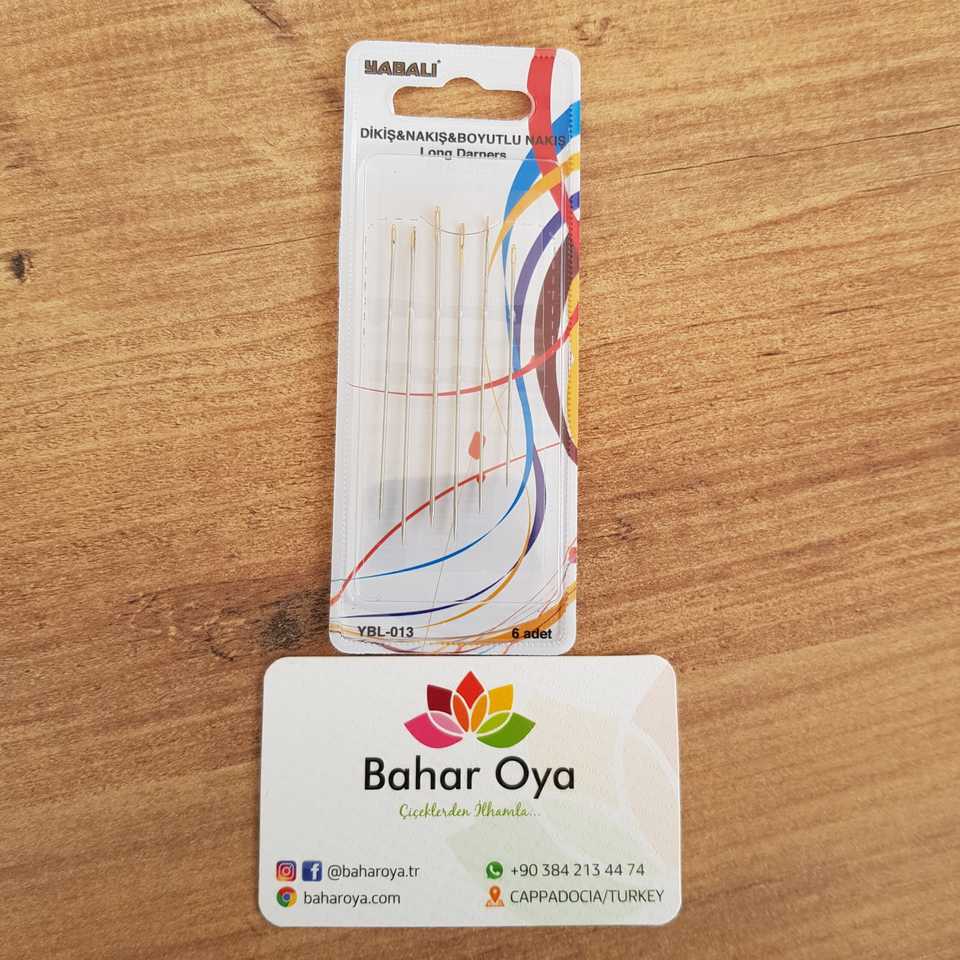 YABALI®
DİKİŞ&NAKIŞ&BOYUTLU NAKIŞ
Long Darners
YBL-013
6 adet
Bahar Oya
Çiçeklerden İlhamla...
@baharoya.tr
+90 384 213 44 74
baharoya.com
CAPPADOCIA/TURKEY